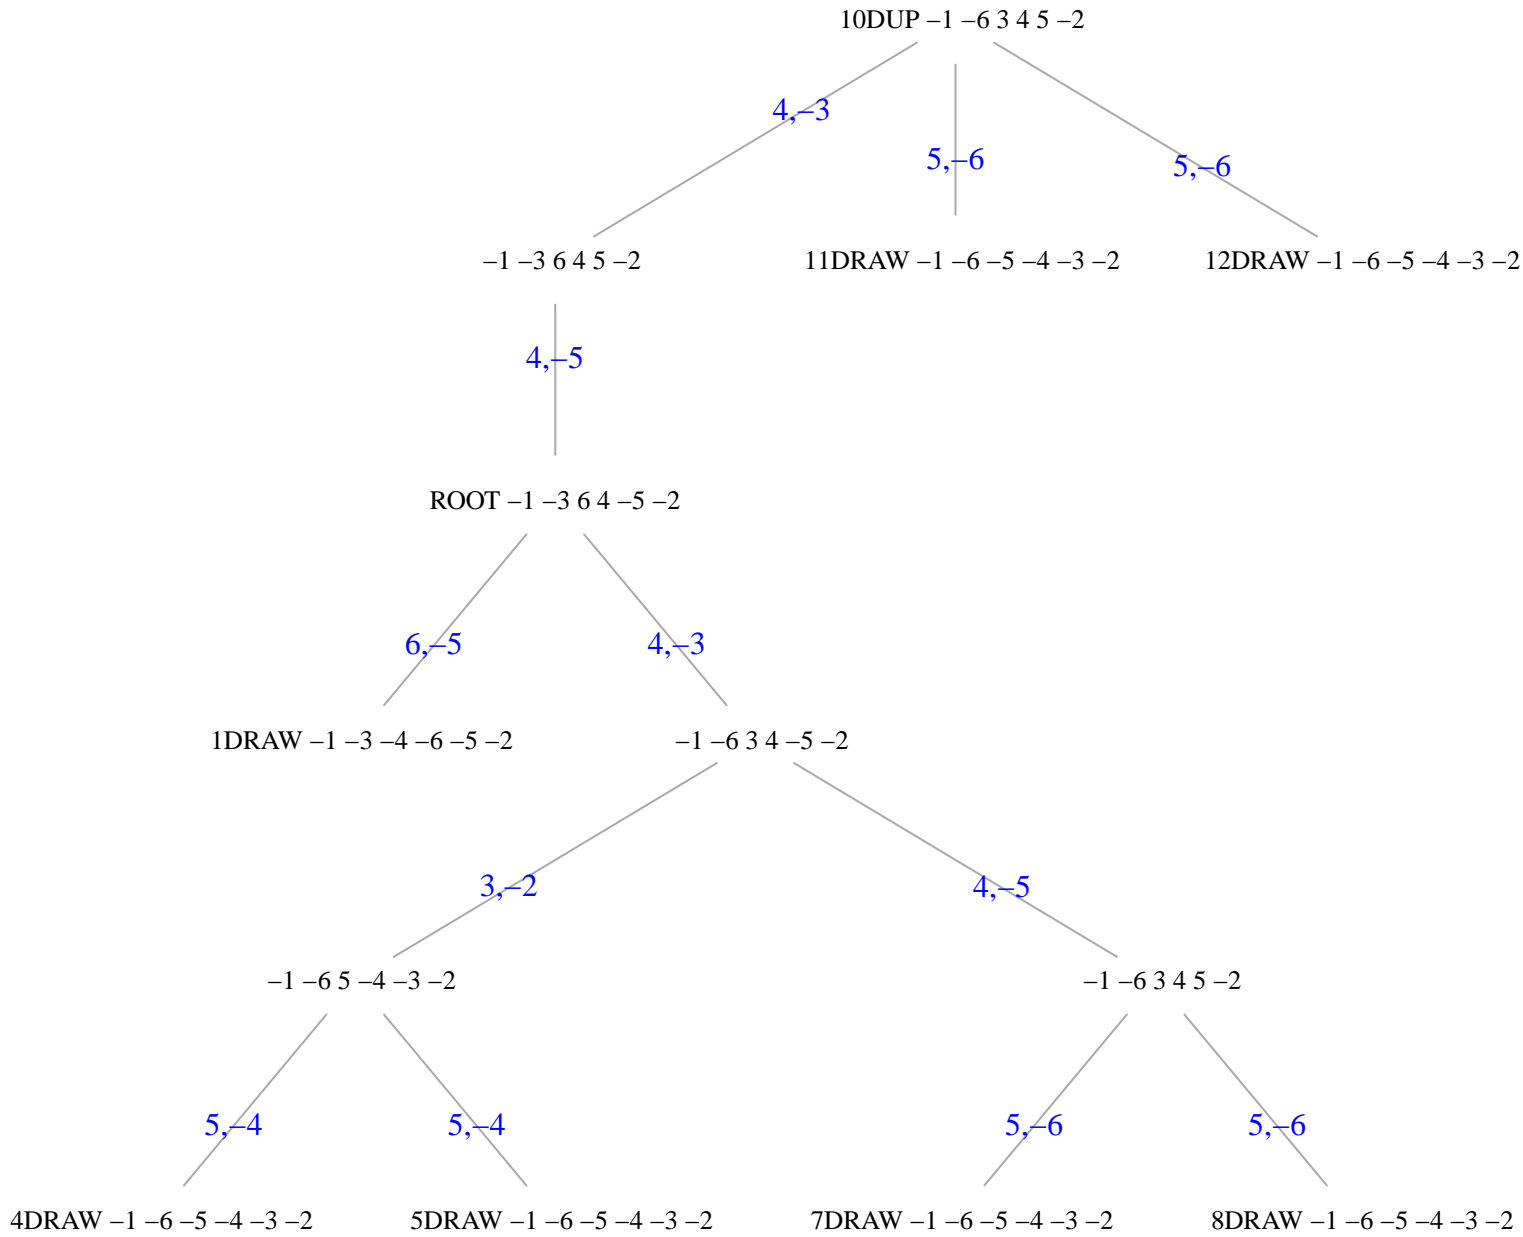 10DUP –1 –6 3 4 5 –2
4,–3
5,–6
5,–6
–1 –3 6 4 5 –2
11DRAW –1 –6 –5 –4 –3 –2
12DRAW –1 –6 –5 –4 –3 –2
4,–5
ROOT –1 –3 6 4 –5 –2
6,–5
4,–3
1DRAW –1 –3 –4 –6 –5 –2
–1 –6 3 4 –5 –2
3,–2
4,–5
–1 –6 5 –4 –3 –2
–1 –6 3 4 5 –2
5,–4
5,–4
5,–6
5,–6
4DRAW –1 –6 –5 –4 –3 –2
5DRAW –1 –6 –5 –4 –3 –2
7DRAW –1 –6 –5 –4 –3 –2
8DRAW –1 –6 –5 –4 –3 –2